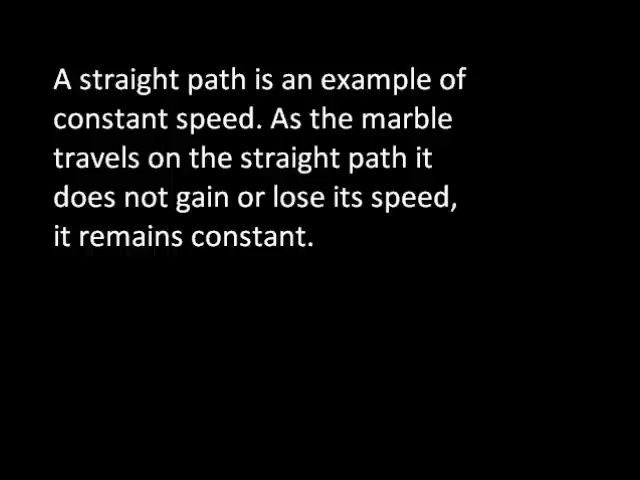 A straight path is an example of
constant speed. As the marble
travels on the straight path it
does not gain or lose its speed,
it remains constant.